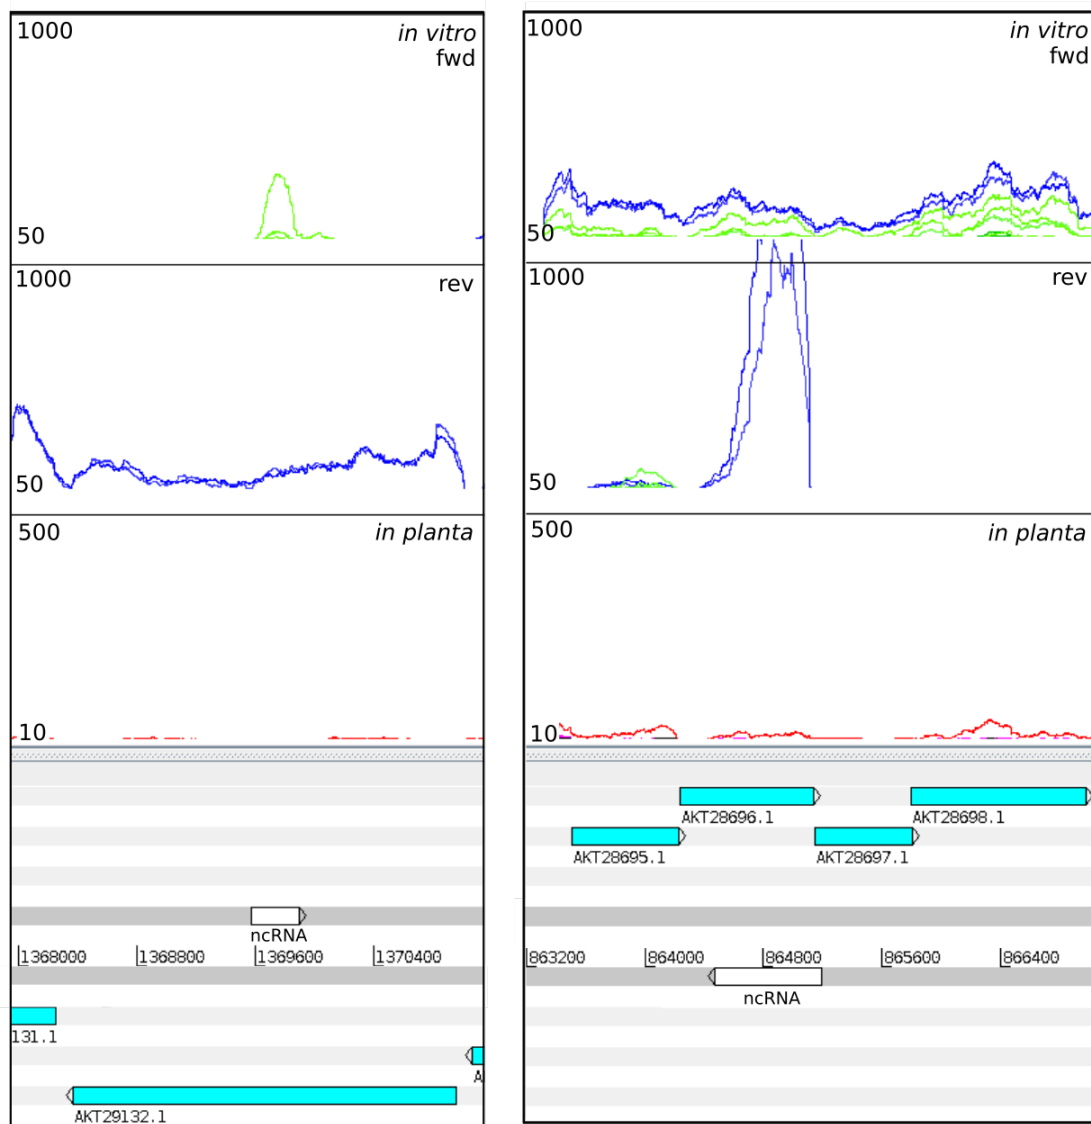 1000
in vitro
fwd
50
1000
rev
50
500
in planta
10
ncRNA
1368000
1368800
1369600
1370400
131.1
A
AKT29132.1
1000
in vitro
fwd
50
1000
rev
50
500
in planta
10
AKT28696.1
AKT28698.1
AKT28695.1
AKT28697.1
863200
864000
864800
865600
866400
ncRNA